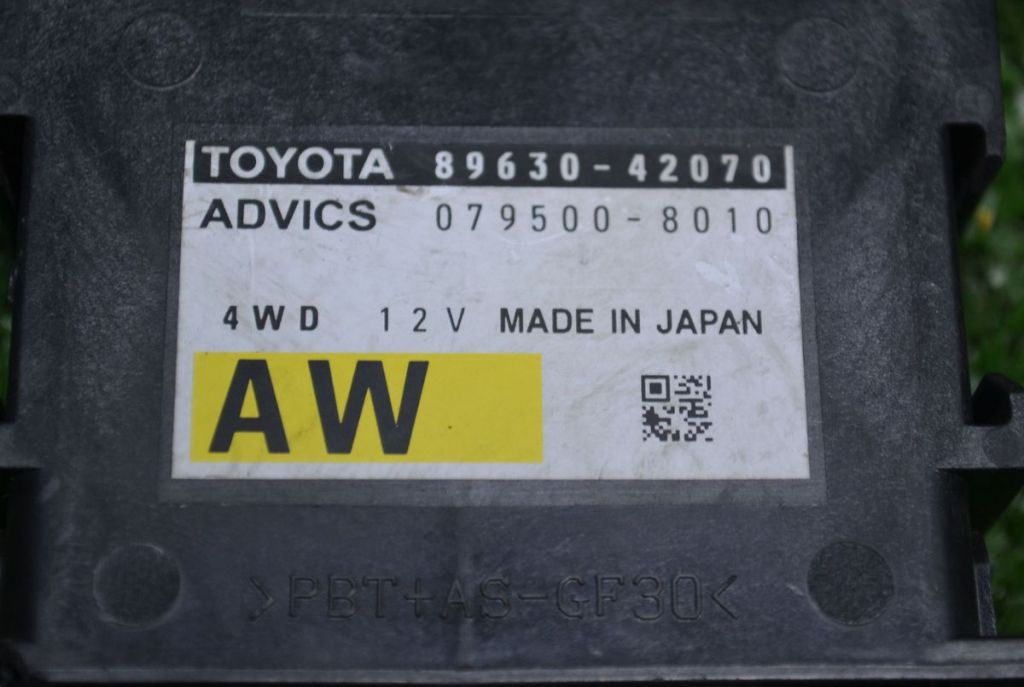 TOYOTA 89630-42070
ADVICS 079500-8010
4WD 12V MADE IN JAPAN
AW
>PBT+AS-GF30<